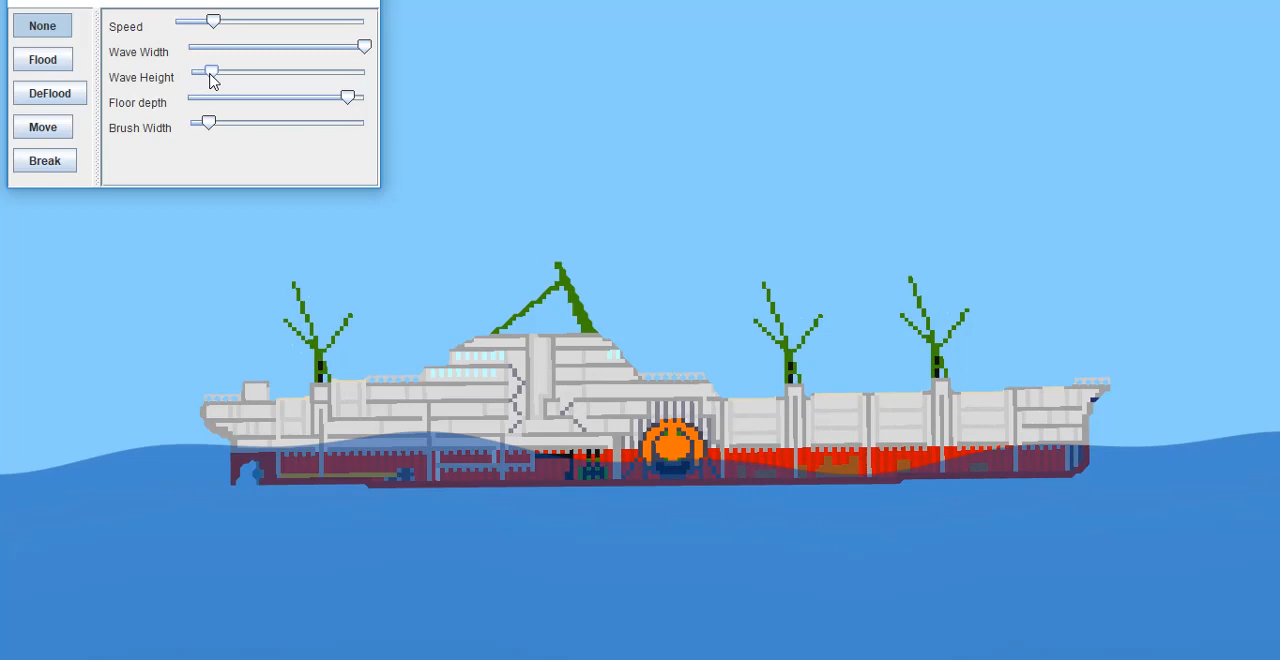 None
Flood
DeFlood
Move
Break
Speed
Wave Width
Wave Height
Floor depth
Brush Width